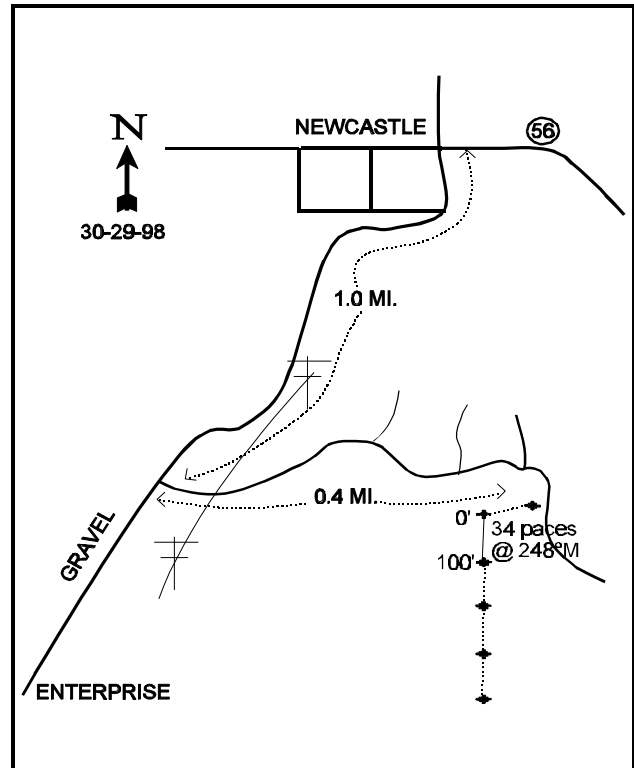 NEWCASTLE
56
N
30-29-98
1.0 MI.
0.4 MI.
0'
34 paces
@ 248°M
100'
GRAVEL
ENTERPRISE